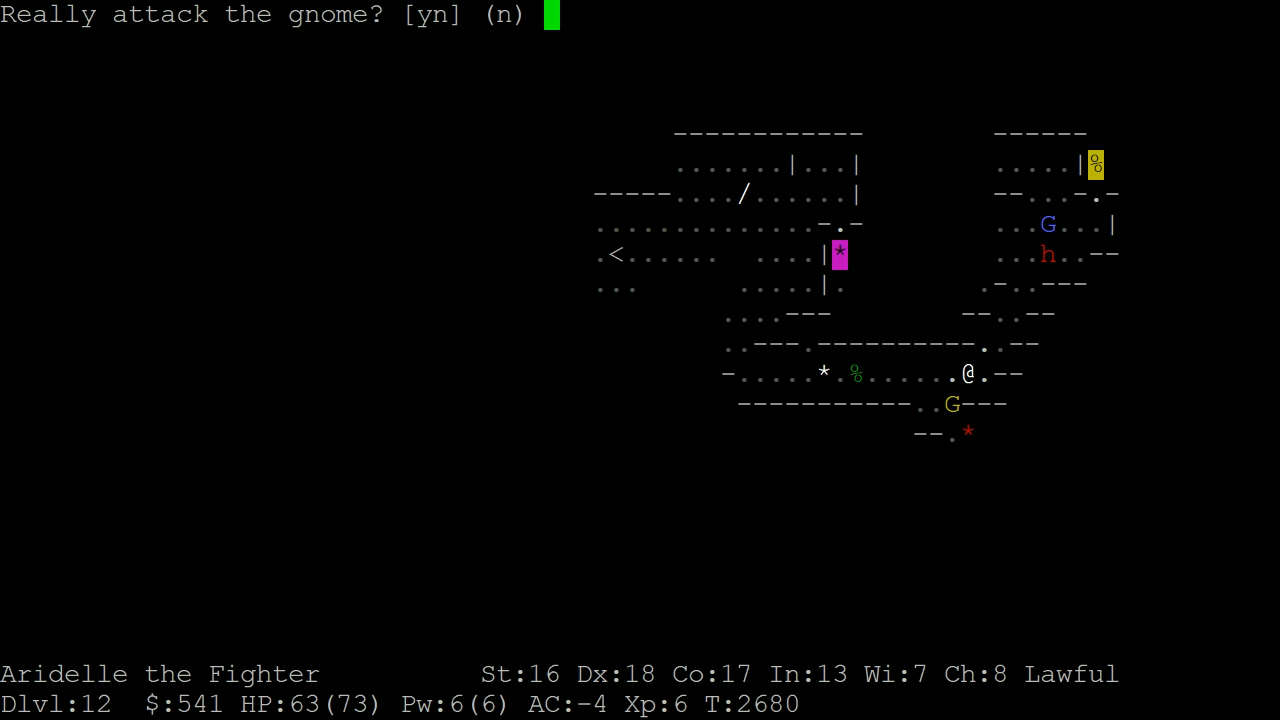 Really attack the gnome? [yn] (n)
------------
------
.......|...|
.....|%
-----..../......|
--...-.-
..............-.-
...G...|
.<......  ....|*
...h..--
...
.....|.
.-..---
....---
--..--
..---.----------.
.--
-.....*.%......@.--
-----------..G---
--.*
Aridelle the Fighter St:16 Dx:18 Co:17 In:13 Wi:7 Ch:8 Lawful
Dlvl:12 $:541 HP:63(73) Pw:6(6) AC:-4 Xp:6 T:2680